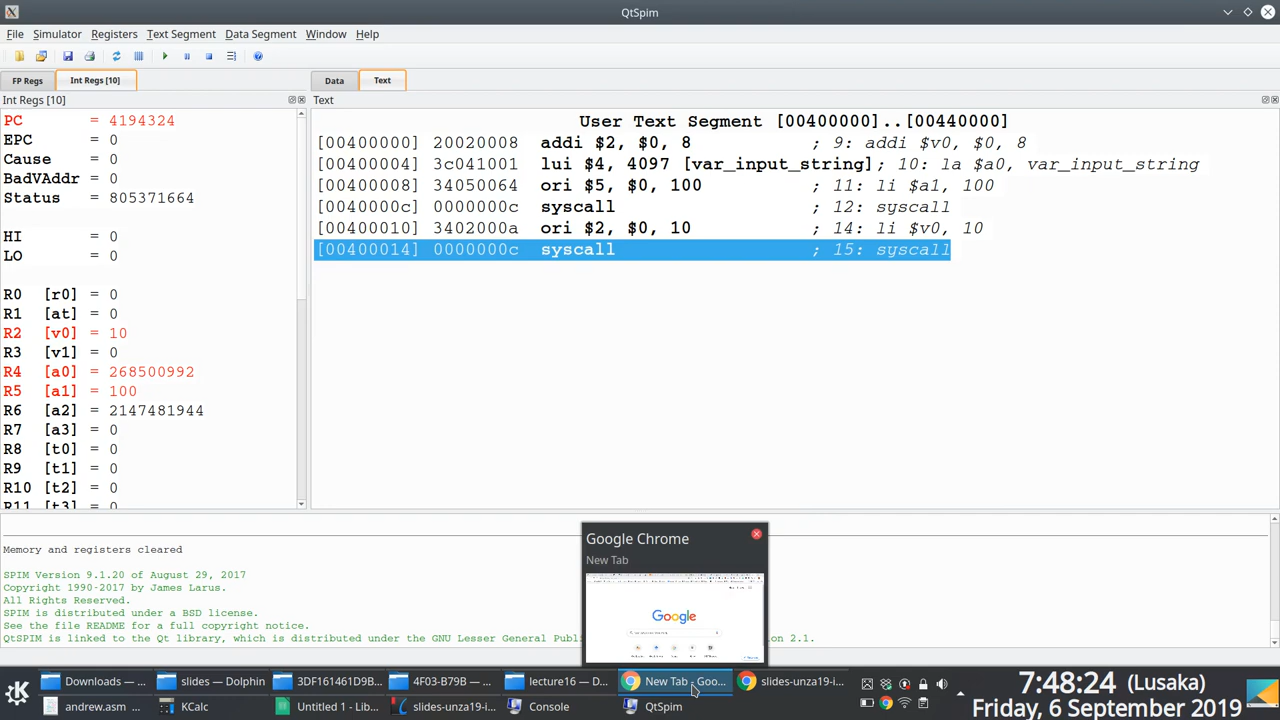 QtSpim
File Simulator Registers Text Segment Data Segment Window Help
FP Regs Int Regs [10] Data Text
Int Regs [10] Text
PC = 4194324
EPC = 0
Cause = 0
BadVAddr = 0
Status = 805371664
HI = 0
LO = 0
R0 [r0] = 0
R1 [at] = 0
R2 [v0] = 10
R3 [v1] = 0
R4 [a0] = 268500992
R5 [a1] = 100
R6 [a2] = 2147481944
R7 [a3] = 0
R8 [t0] = 0
R9 [t1] = 0
R10 [t2] = 0
R11 [t3] = 0
User Text Segment [00400000]..[00440000]
[00400000] 20020008 addi $2, $0, 8 ; 9: addi $v0, $0, 8
[00400004] 3c041001 lui $4, 4097 [var_input_string]; 10: la $a0, var_input_string
[00400008] 34050064 ori $5, $0, 100 ; 11: li $a1, 100
[0040000c] 0000000c syscall ; 12: syscall
[00400010] 3402000a ori $2, $0, 10 ; 14: li $v0, 10
[00400014] 0000000c syscall ; 15: syscall
Memory and registers cleared
SPIM Version 9.1.20 of August 29, 2017
Copyright 1990-2017 by James Larus.
All Rights Reserved.
SPIM is distributed under a BSD license.
See the file README for a full copyright notice.
QtSPIM is linked to the Qt library, which is distributed under the GNU Lesser General Publ
on 2.1.
Google Chrome
New Tab
Google
Downloads — ... slides — Dolphin 3DF161461D9B... 4F03-B79B — ... lecture16 — D... New Tab - Goo... slides-unza19-i...
andrew.asm ... KCalc Untitled 1 - Lib... slides-unza19-i... Console QtSpim
7:48:24 (Lusaka)
Friday, 6 September 2019